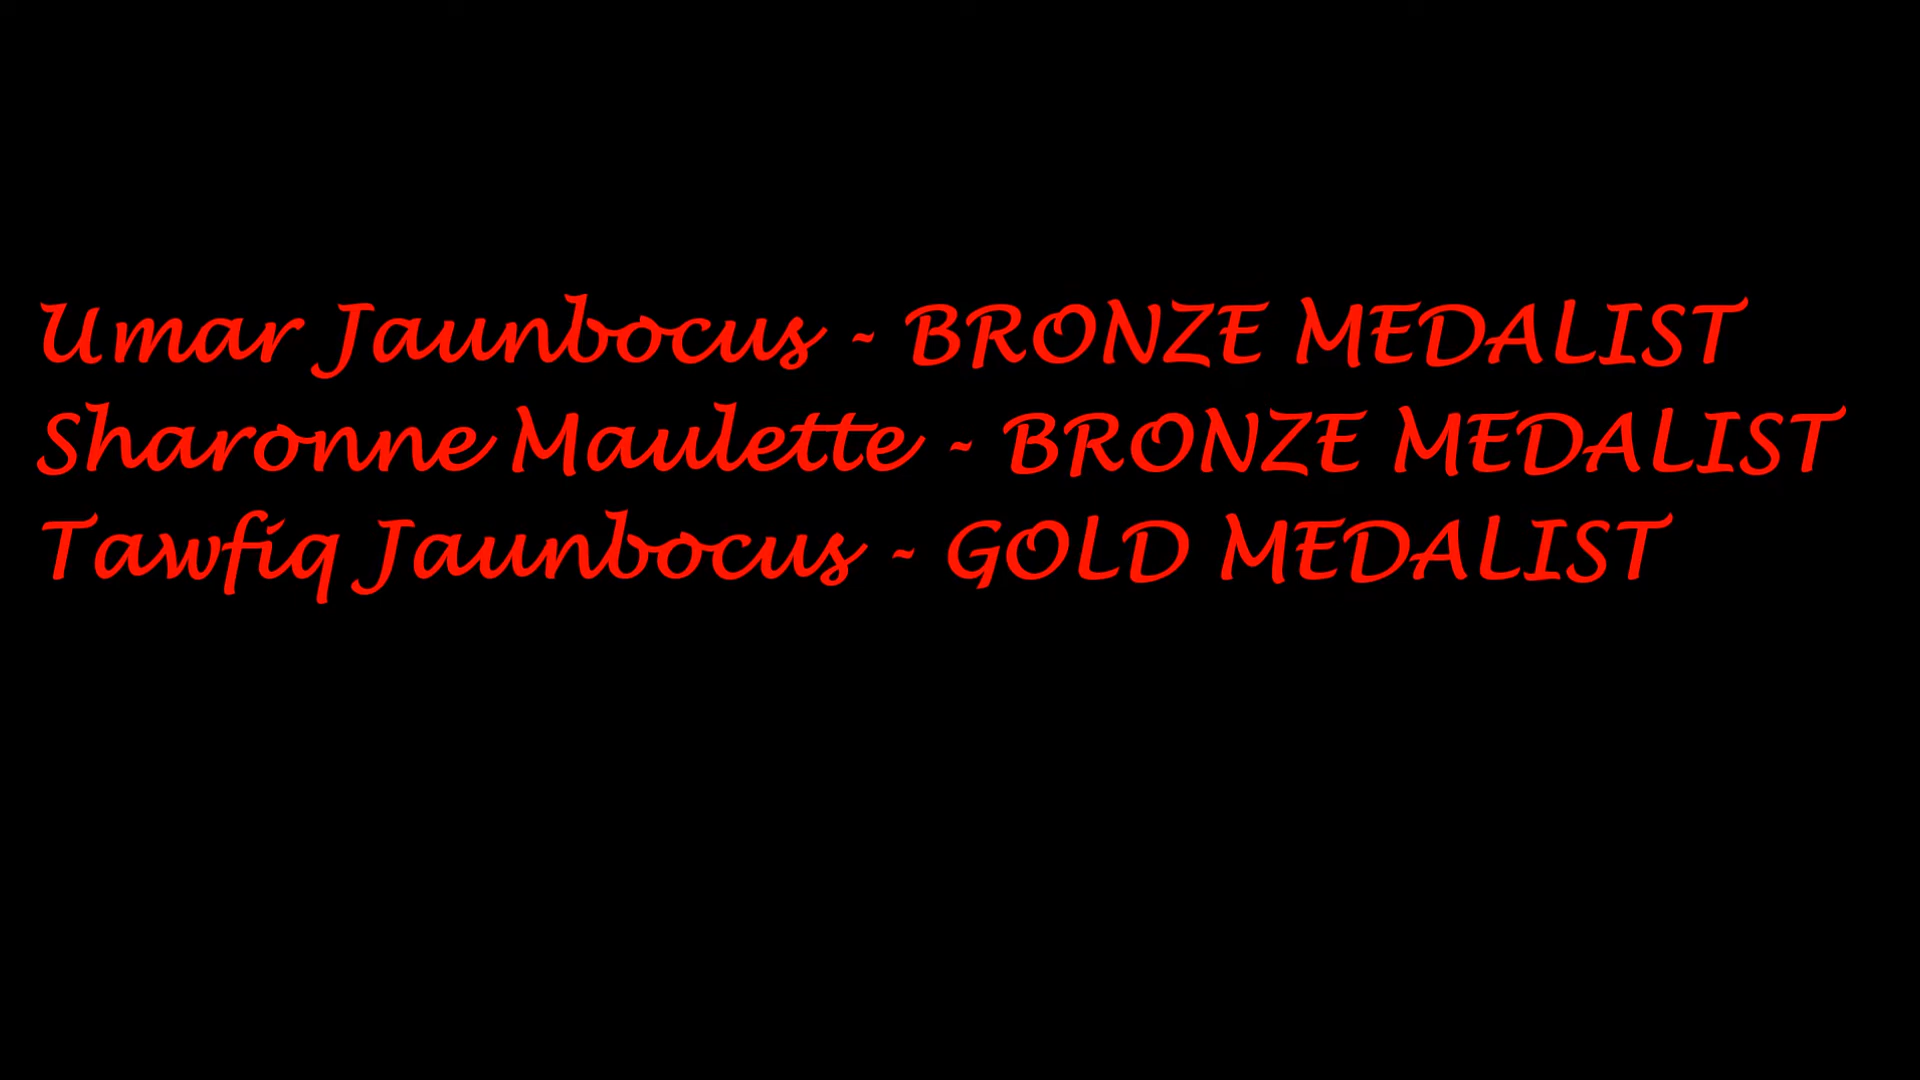 Umar Jaunbocus - BRONZE MEDALIST
Sharonne Maulette - BRONZE MEDALIST
Tawfiq Jaunbocus - GOLD MEDALIST